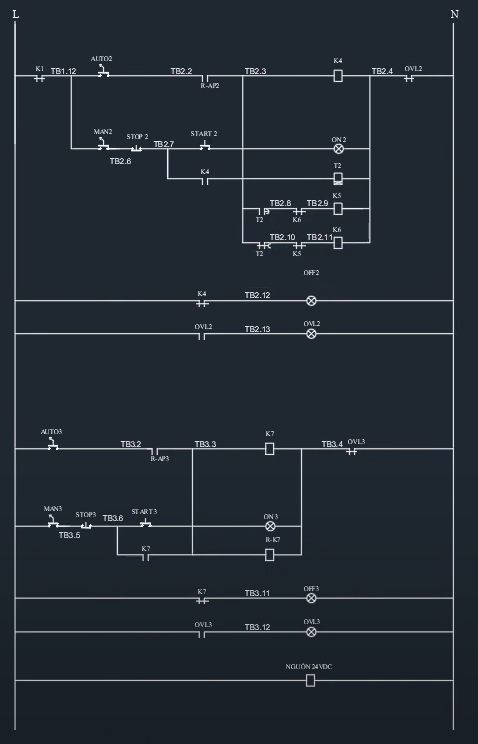 L N
K4
AUTO2
K1 TB1.12 TB2.2 TB2.3 TB2.4 OVL2
R-AP2
MAN2 STOP 2 START 2 ON 2
TB2.7
TB2.6
T2
K4
K5
TB2.8 TB2.9
T2 K6
K6
TB2.10 TB2.11
T2 K5
OFF2
K4 TB2.12
OVL2 TB2.13 OVL2
AUTO3 K7
TB3.2 TB3.3 TB3.4 OVL3
R-AP3
MAN3 STOP3 START3 ON 3
TB3.6
TB3.5
R-K7
K7
K7 TB3.11 OFF3
OVL3 TB3.12 OVL3
NGUỒN 24VDC